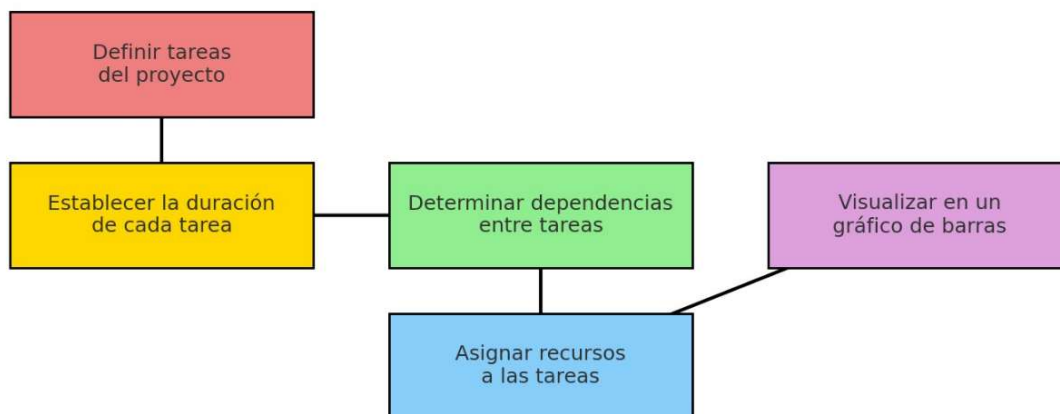 Definir tareas
del proyecto
Establecer la duración
de cada tarea
Determinar dependencias
entre tareas
Visualizar en un
gráfico de barras
Asignar recursos
a las tareas